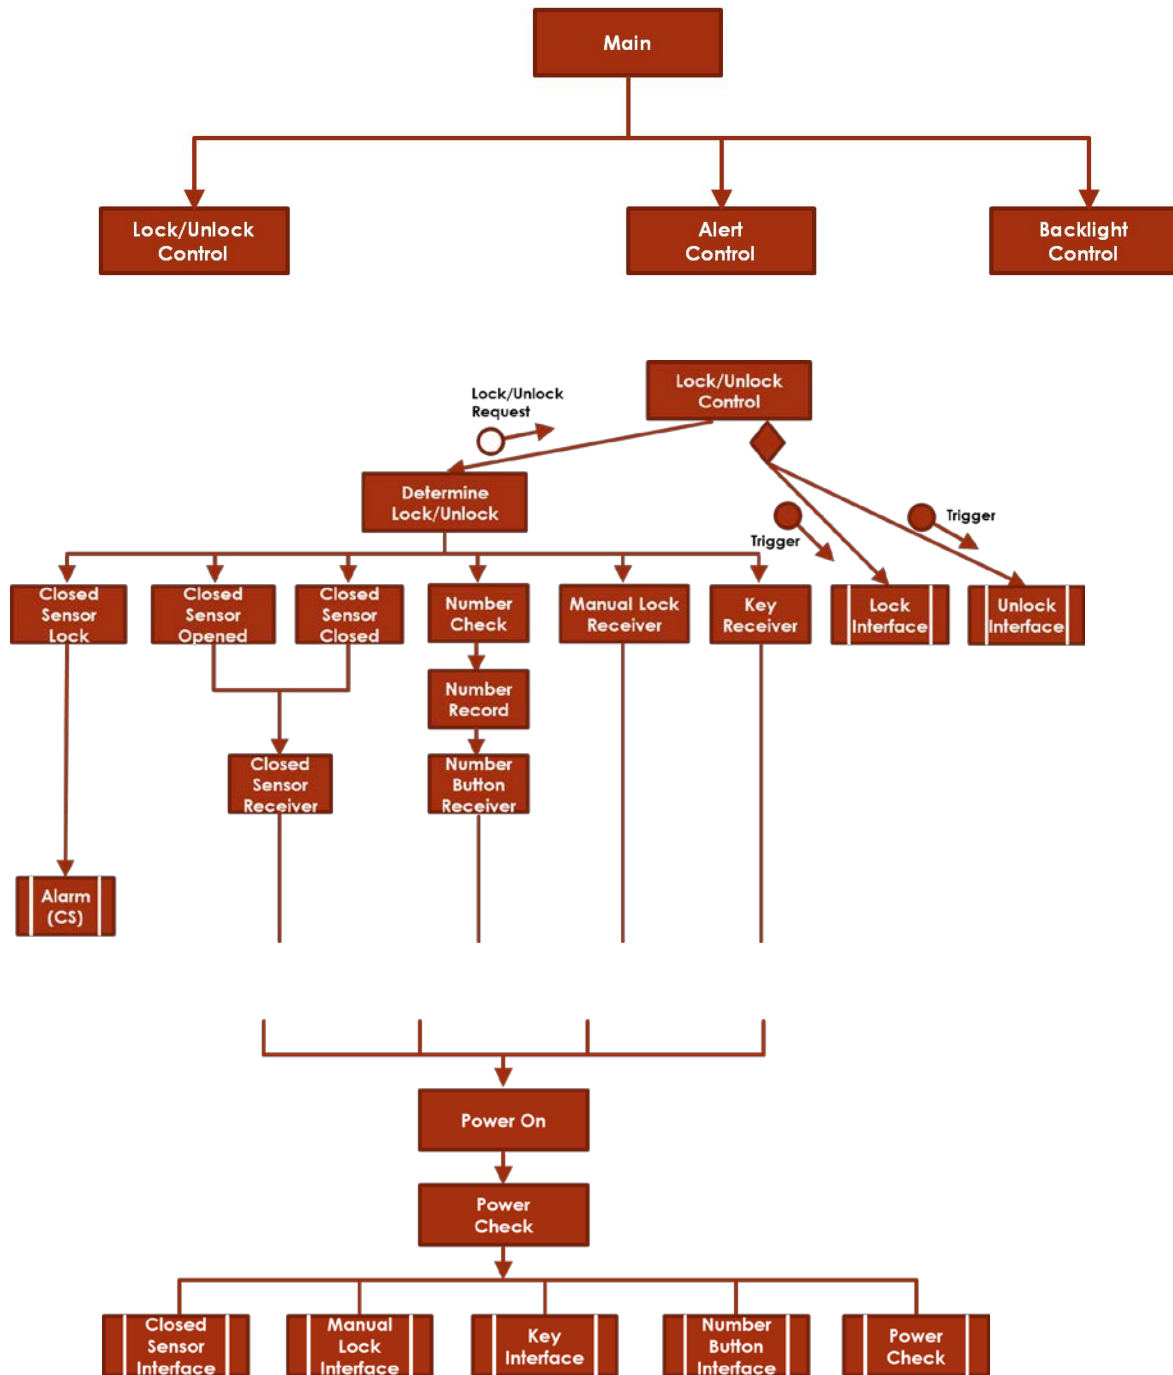 Main
Lock/Unlock
Control
Alert
Control
Backlight
Control
Lock/Unlock
Control
Lock/Unlock
Request
Determine
Lock/Unlock
Trigger
Trigger
Closed
Sensor
Lock
Closed
Sensor
Opened
Closed
Sensor
Closed
Number
Check
Manual Lock
Receiver
Key
Receiver
Lock
Interface
Unlock
Interface
Number
Record
Closed
Sensor
Receiver
Number
Button
Receiver
Alarm
(CS)
Power On
Power
Check
Closed
Sensor
Interface
Manual
Lock
Interface
Key
Interface
Number
Button
Interface
Power
Check